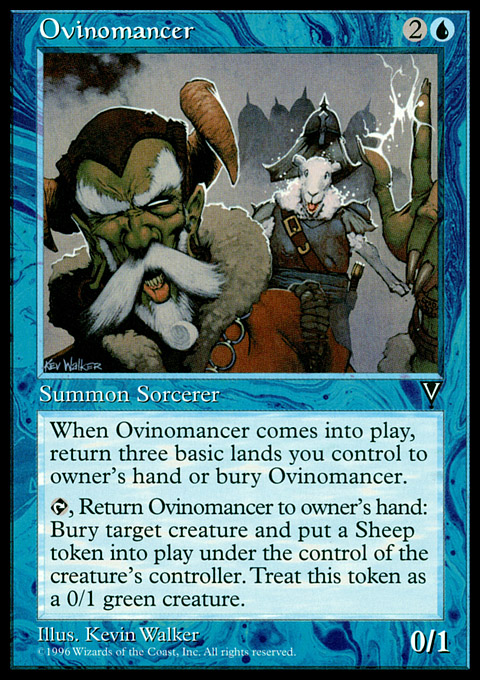 Ovinomancer 2
Kev Walker
Summon Sorcerer
V
When Ovinomancer comes into play,
return three basic lands you control to
owner's hand or bury Ovinomancer.
, Return Ovinomancer to owner's hand:
Bury target creature and put a Sheep
token into play under the control of the
creature's controller. Treat this token as
a 0/1 green creature.
Illus. Kevin Walker
©1996 Wizards of the Coast, Inc. All rights reserved.
0/1